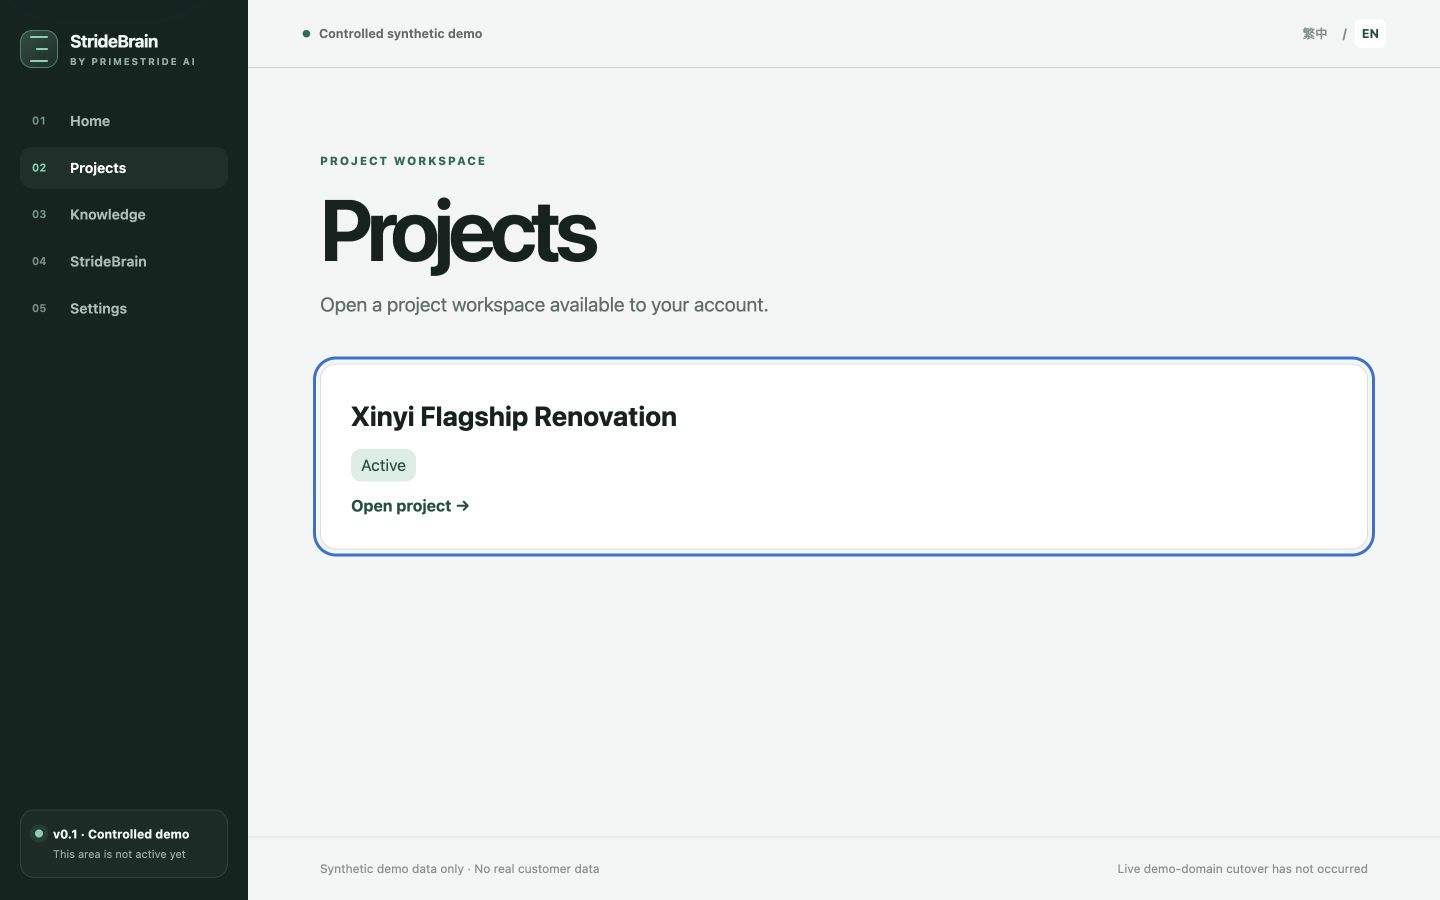 StrideBrain
BY PRIMESTRIDE AI
01 Home
02 Projects
03 Knowledge
04 StrideBrain
05 Settings
v0.1 · Controlled demo
This area is not active yet
Controlled synthetic demo
繁中 / EN
PROJECT WORKSPACE
Projects
Open a project workspace available to your account.
Xinyi Flagship Renovation
Active
Open project →
Synthetic demo data only · No real customer data
Live demo-domain cutover has not occurred